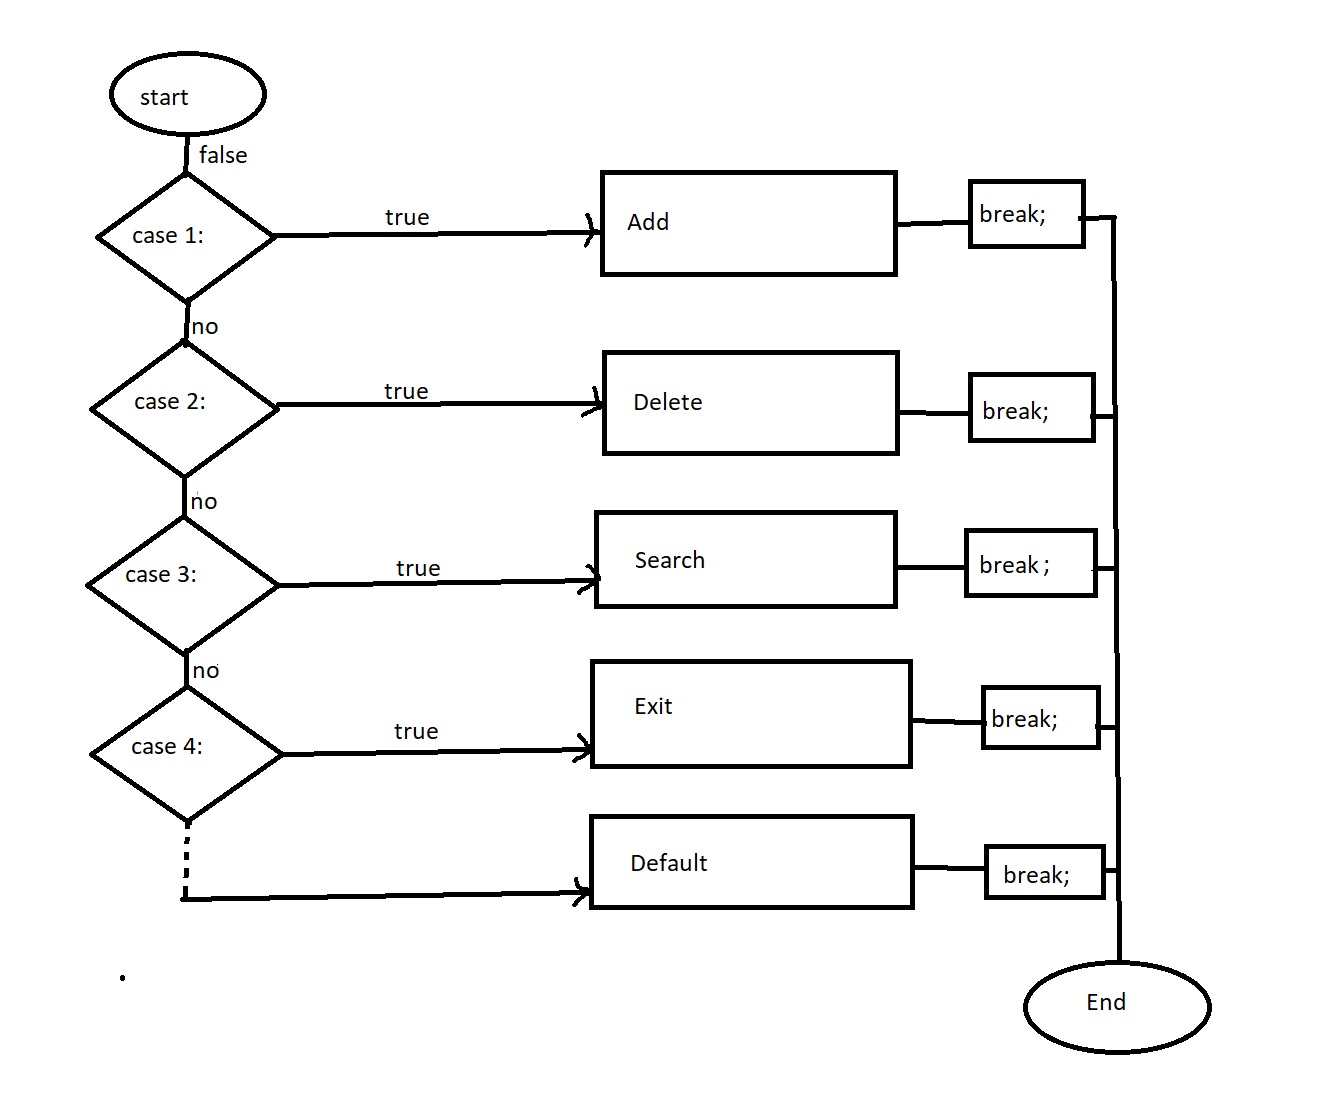 start
false
case 1:
true
Add
break;
no
case 2:
true
Delete
break;
no
case 3:
true
Search
break ;
no
case 4:
true
Exit
break;
Default
break;
End